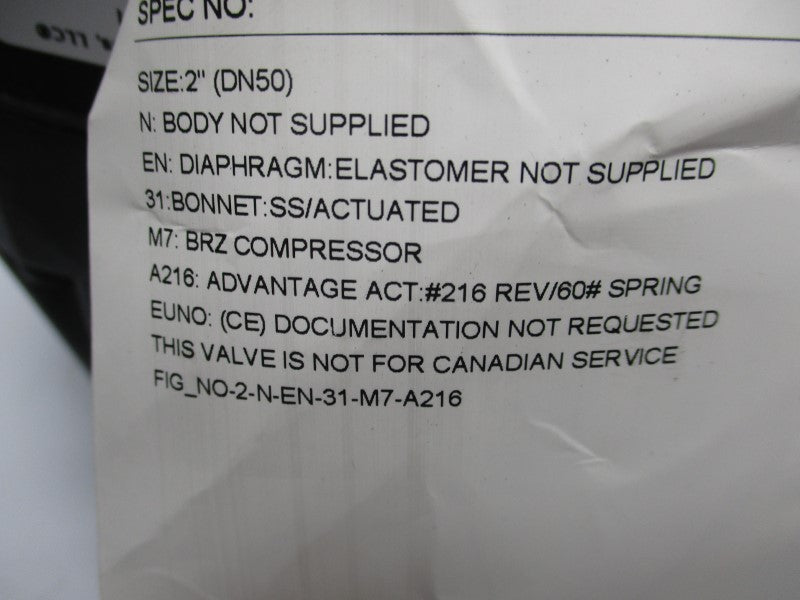 SPEC NO:
SIZE:2" (DN50)
N: BODY NOT SUPPLIED
EN: DIAPHRAGM:ELASTOMER NOT SUPPLIED
31:BONNET:SS/ACTUATED
M7: BRZ COMPRESSOR
A216: ADVANTAGE ACT:#216 REV/60# SPRING
EUNO: (CE) DOCUMENTATION NOT REQUESTED
THIS VALVE IS NOT FOR CANADIAN SERVICE
FIG_NO-2-N-EN-31-M7-A216